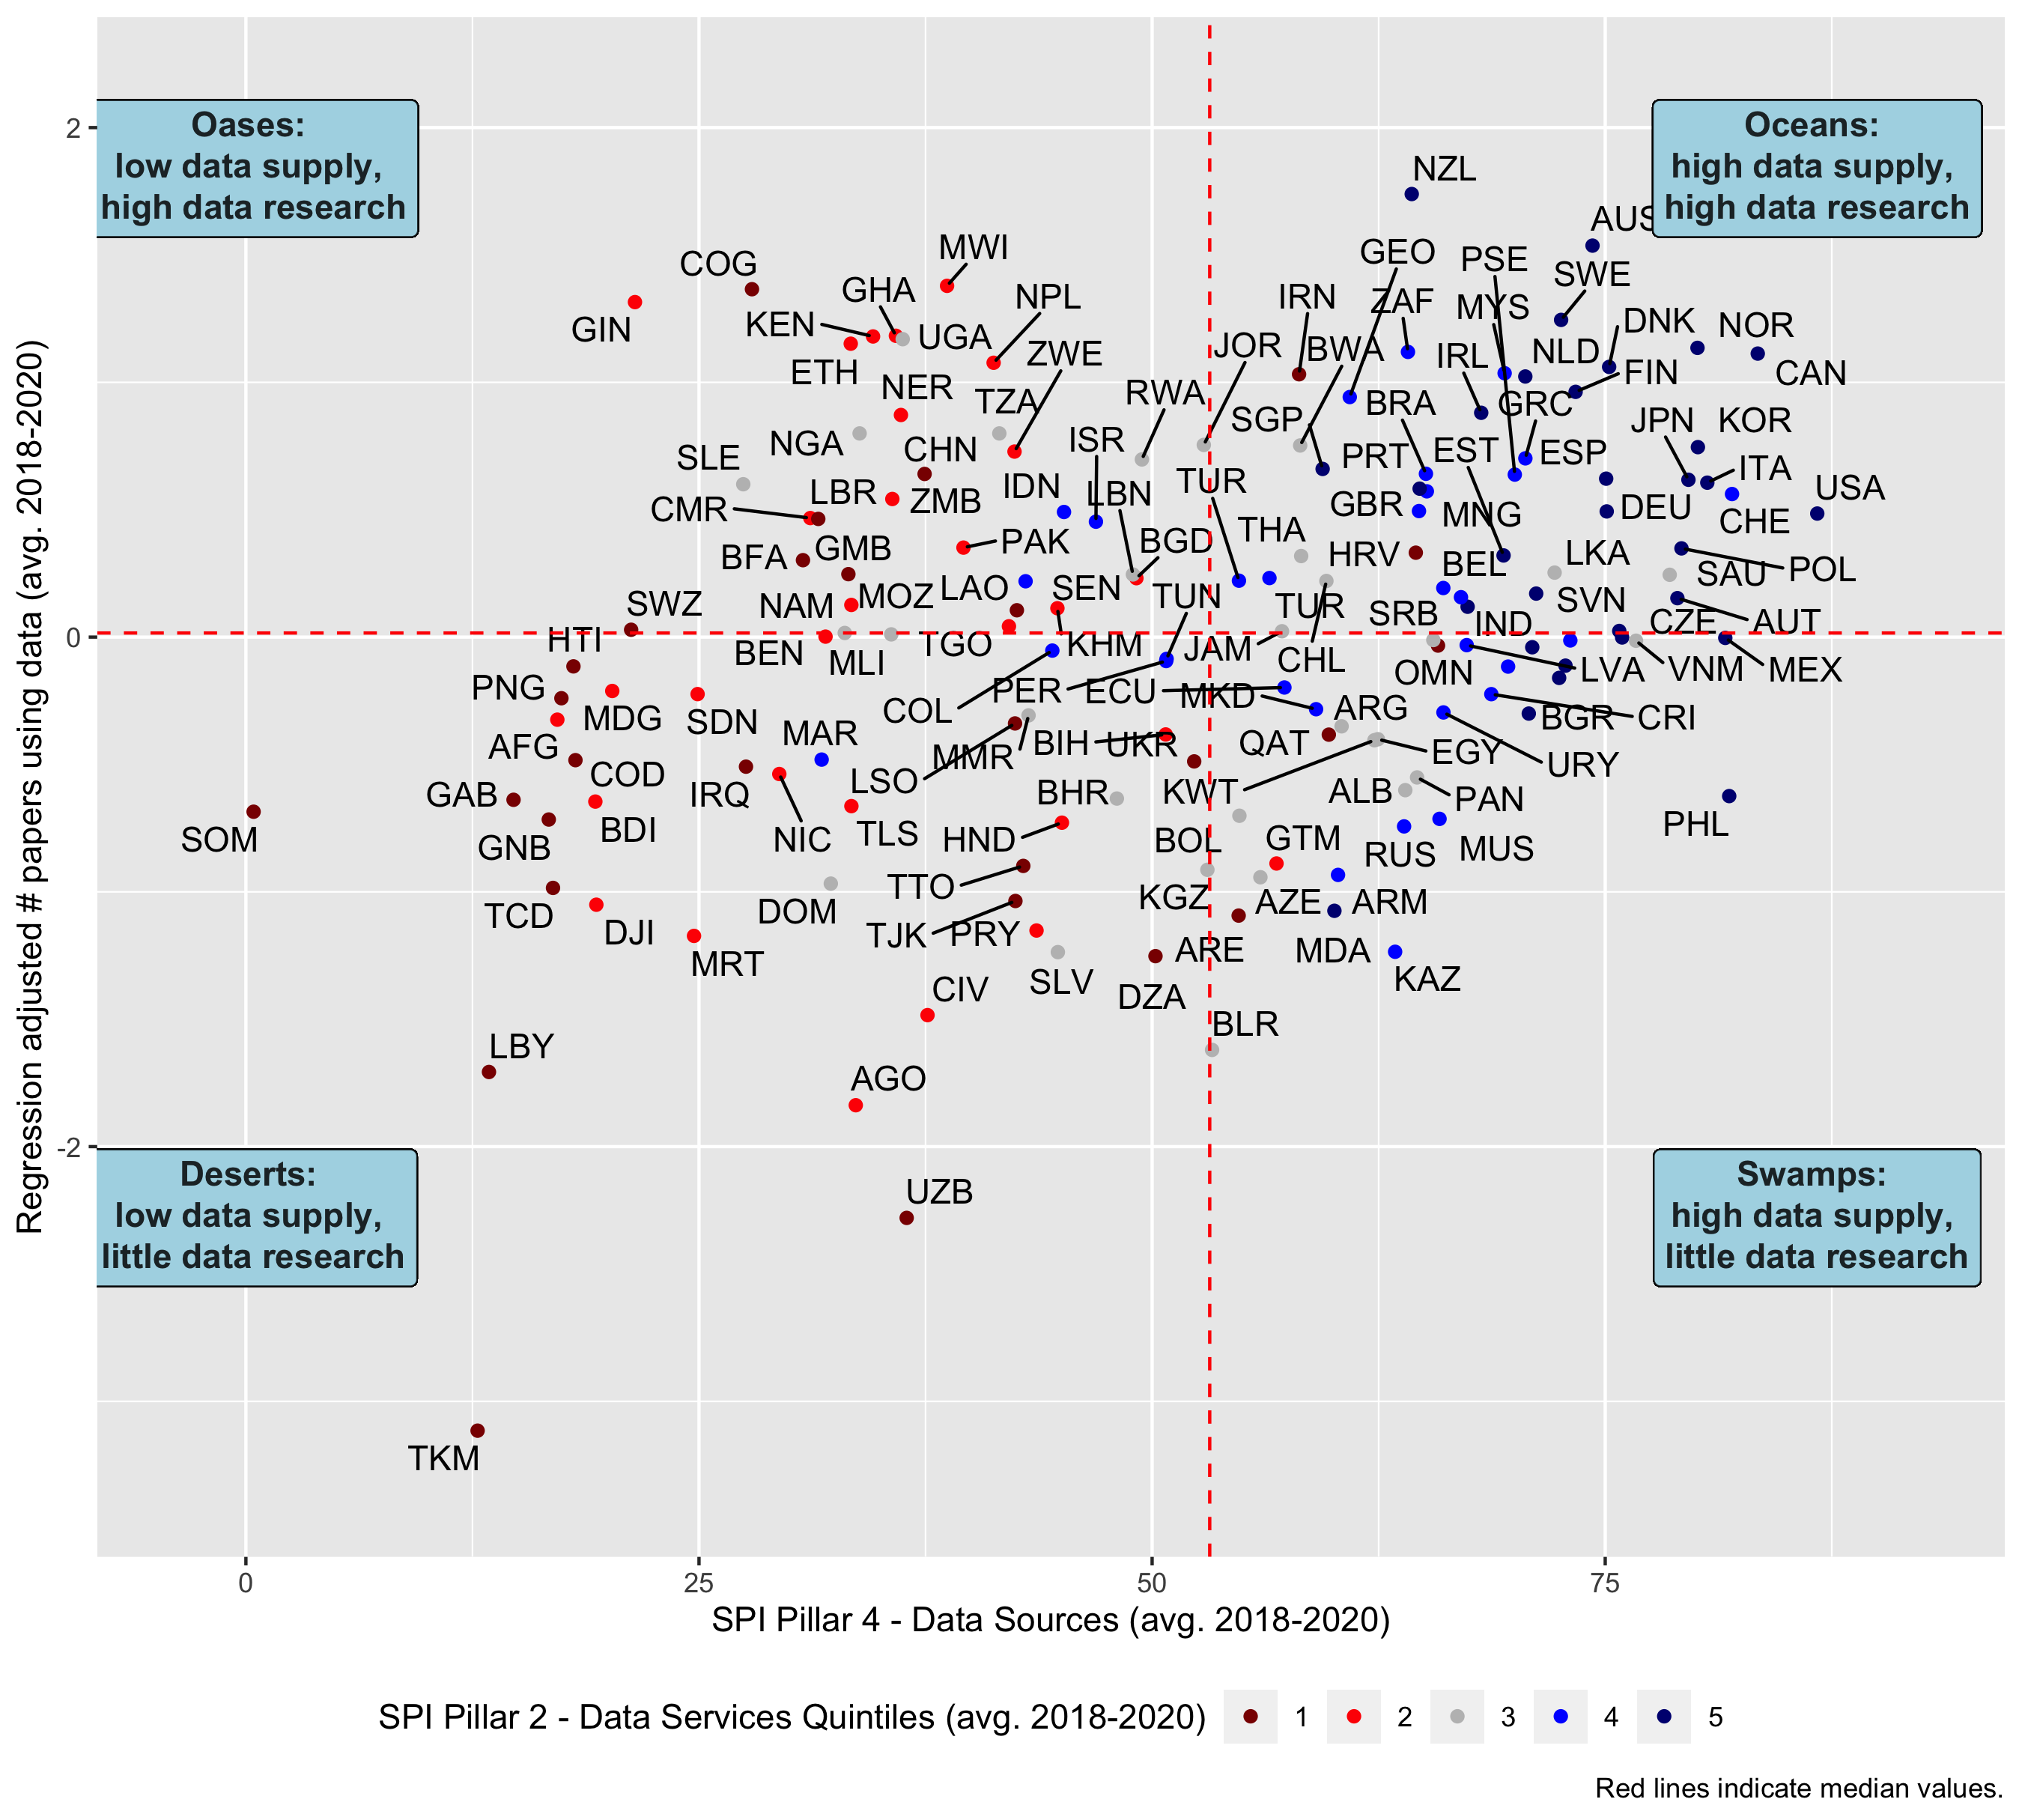 Oases:
low data supply,
high data research
Oceans:
high data supply,
high data research
Deserts:
low data supply,
little data research
Swamps:
high data supply,
little data research
Regression adjusted # papers using data (avg. 2018-2020)
2
0
-2
NZL
AUS
GEO
PSE
SWE
MWI
COG
GHA
NPL
IRN
ZAF
MYS
DNK
NOR
GIN
KEN
UGA
ZWE
JOR
BWA
IRL
NLD
FIN
CAN
ETH
NER
TZA
RWA
SGP
BRA
GRC
JPN
KOR
NGA
CHN
ISR
PRT
EST
ESP
ITA
SLE
LBR
ZMB
IDN
LBN
TUR
GBR
MNG
DEU
CHE
USA
CMR
THA
BFA
GMB
PAK
BGD
HRV
BEL
LKA
SAU
POL
SWZ
NAM
MOZ
LAO
SEN
TUN
TUR
SRB
IND
SVN
CZE
AUT
HTI
BEN
MLI
TGO
KHM
JAM
CHL
OMN
LVA
VNM
MEX
PNG
MDG
SDN
COL
PER
ECU
MKD
ARG
BGR
CRI
AFG
COD
MAR
MMR
BIH
UKR
QAT
EGY
URY
GAB
IRQ
LSO
BHR
KWT
ALB
PAN
PHL
SOM
GNB
BDI
NIC
TLS
HND
BOL
GTM
RUS
MUS
TCD
DJI
DOM
TTO
KGZ
AZE
ARM
MRT
TJK
PRY
ARE
MDA
KAZ
SLV
CIV
DZA
LBY
BLR
AGO
UZB
TKM
0
25
50
75
SPI Pillar 4 - Data Sources (avg. 2018-2020)
SPI Pillar 2 - Data Services Quintiles (avg. 2018-2020) 1 2 3 4 5
Red lines indicate median values.